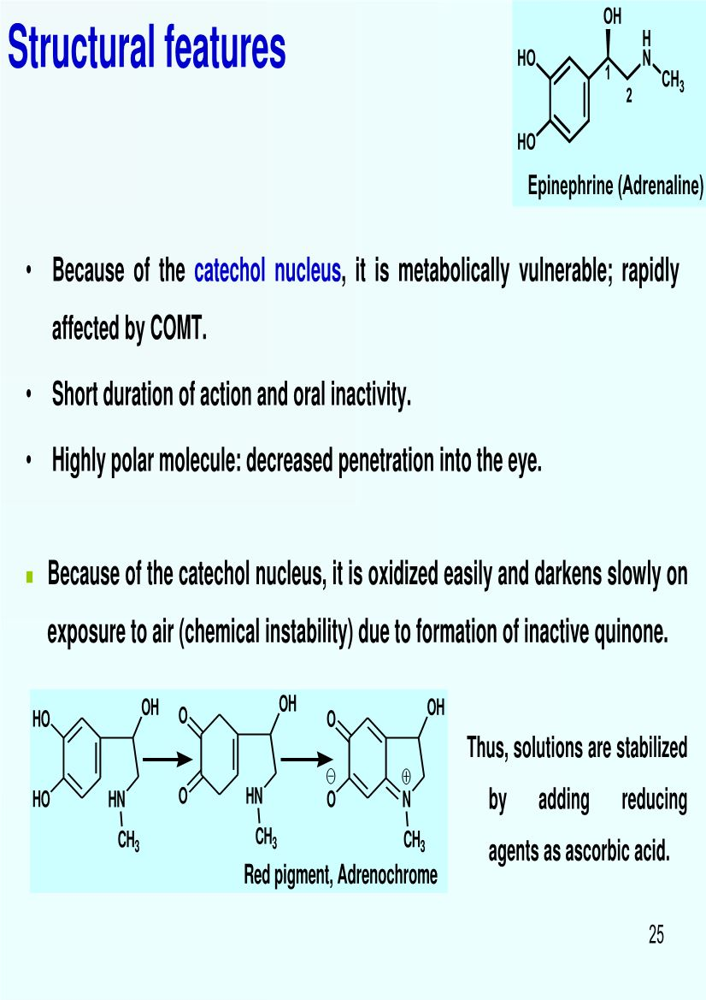 Structural features
OH
H
HO
N
1
CH3
2
HO
Epinephrine (Adrenaline)
• Because of the catechol nucleus, it is metabolically vulnerable; rapidly
affected by COMT.
• Short duration of action and oral inactivity.
• Highly polar molecule: decreased penetration into the eye.
Because of the catechol nucleus, it is oxidized easily and darkens slowly on
exposure to air (chemical instability) due to formation of inactive quinone.
HO OH O OH O OH
HO HN O HN ⊖ O ⊕ N
CH3 CH3 CH3
Red pigment, Adrenochrome
Thus, solutions are stabilized
by adding reducing
agents as ascorbic acid.
25